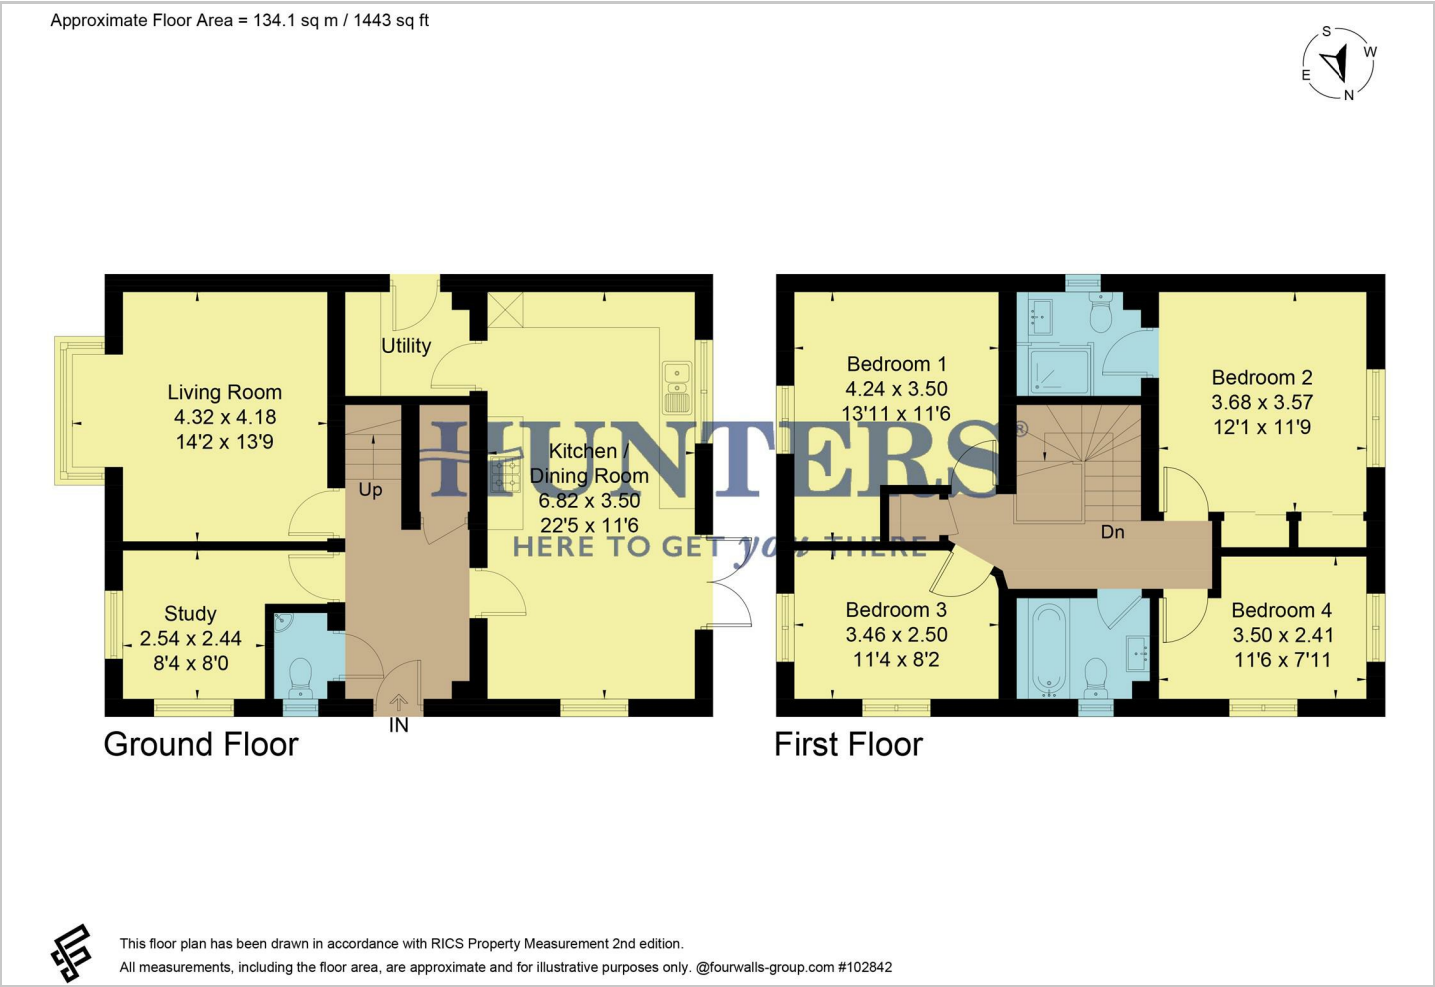 Approximate Floor Area = 134.1 sq m / 1443 sq ft
S
W
E
N
Living Room
4.32 x 4.18
14'2 x 13'9
Utility
Up
Kitchen /
Dining Room
6.82 x 3.50
22'5 x 11'6
Study
2.54 x 2.44
8'4 x 8'0
IN
Ground Floor
Bedroom 1
4.24 x 3.50
13'11 x 11'6
Bedroom 2
3.68 x 3.57
12'1 x 11'9
Dn
Bedroom 3
3.46 x 2.50
11'4 x 8'2
Bedroom 4
3.50 x 2.41
11'6 x 7'11
First Floor
HUNTERS®
HERE TO GET you THERE
This floor plan has been drawn in accordance with RICS Property Measurement 2nd edition.
All measurements, including the floor area, are approximate and for illustrative purposes only. @fourwalls-group.com #102842